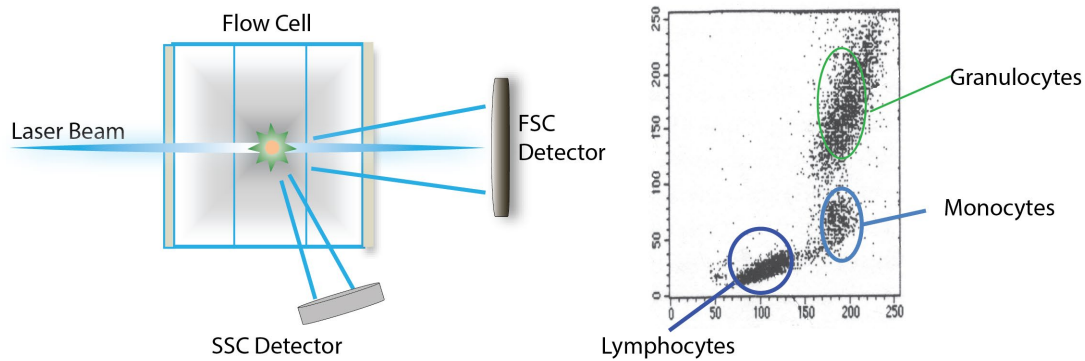 Flow Cell
Laser Beam
FSC
Detector
SSC Detector
250
200
150
100
50
0
0 50 100 150 200 250
Granulocytes
Monocytes
Lymphocytes